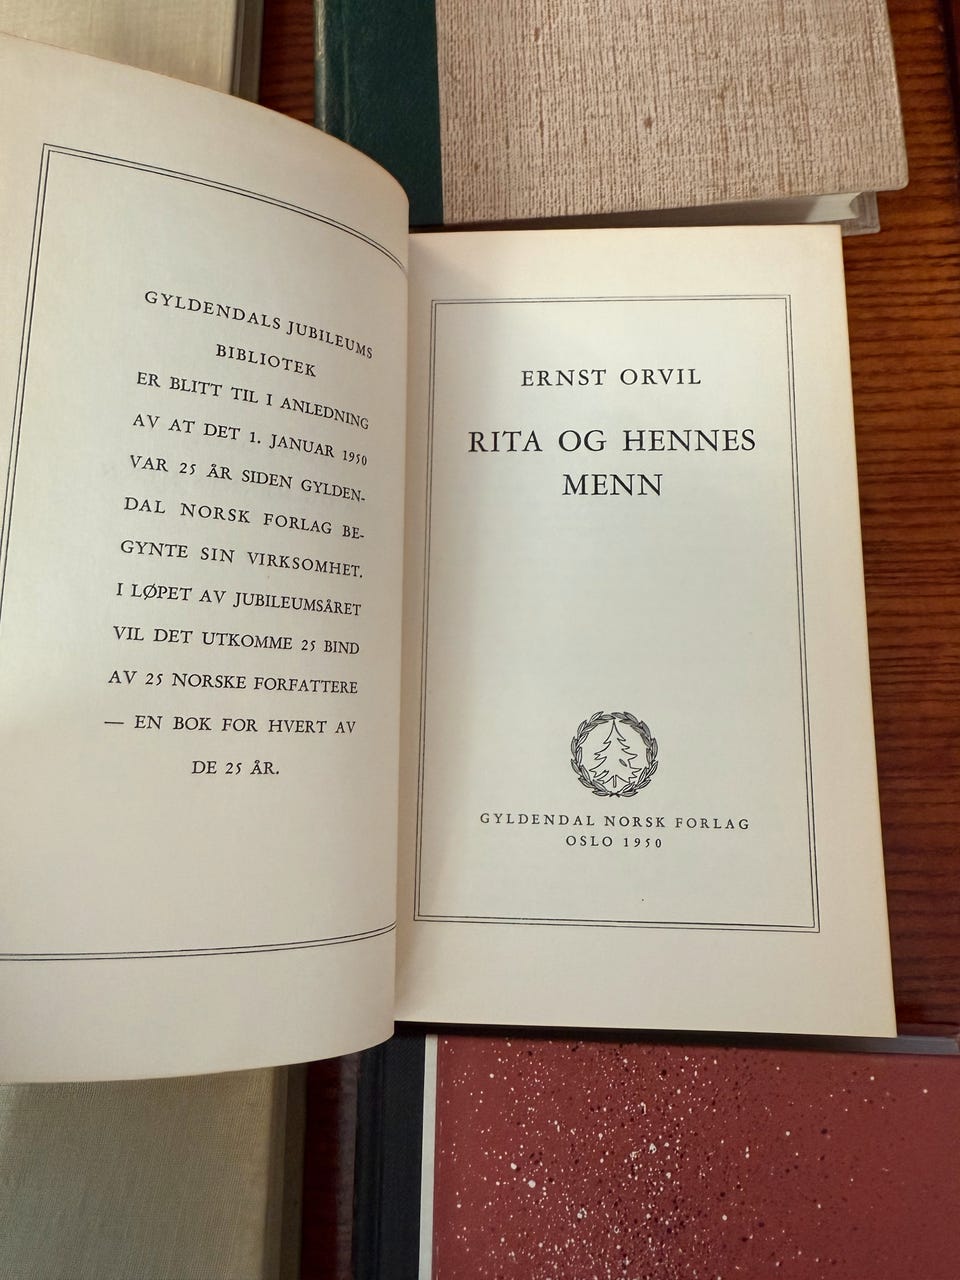 GYLDENDALS JUBILEUMS
BIBLIOTEK
ER BLITT TIL I ANLEDNING
AV AT DET 1. JANUAR 1950
VAR 25 ÅR SIDEN GYLDEN-
DAL NORSK FORLAG BE-
GYNTE SIN VIRKSOMHET.
I LØPET AV JUBILEUMSÅRET
VIL DET UTKOMME 25 BIND
AV 25 NORSKE FORFATTERE
— EN BOK FOR HVERT AV
DE 25 ÅR.
ERNST ORVIL
RITA OG HENNES
MENN
GYLDENDAL NORSK FORLAG
OSLO 1950